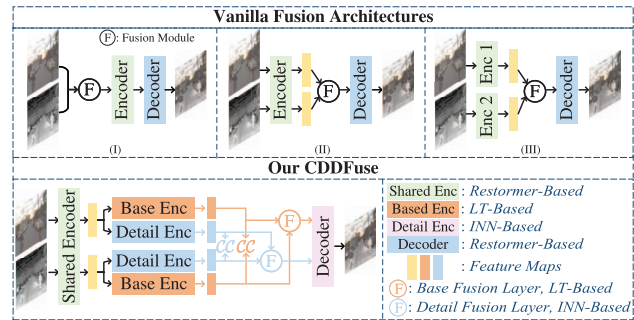 Vanilla Fusion Architectures
F : Fusion Module
F
Encoder
Decoder
(I)
Encoder
F
Decoder
(II)
Enc 1
Enc 2
F
Decoder
(III)
Our CDDFuse
Shared Encoder
Base Enc
Detail Enc
Detail Enc
Base Enc
CC
CC
F
F
Decoder
Shared Enc : Restormer-Based
Based Enc : LT-Based
Detail Enc : INN-Based
Decoder : Restormer-Based
: Feature Maps
F : Base Fusion Layer, LT-Based
F : Detail Fusion Layer, INN-Based